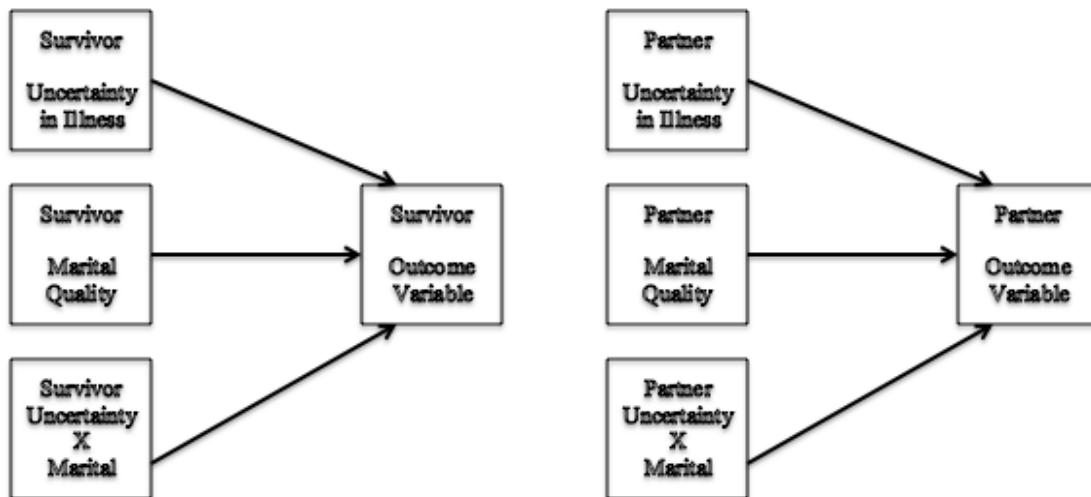 Survivor
Uncertainty
in Illness
Survivor
Marital
Quality
Survivor
Uncertainty
X
Marital
Survivor
Outcome
Variable
Partner
Uncertainty
in Illness
Partner
Marital
Quality
Partner
Uncertainty
X
Marital
Partner
Outcome
Variable